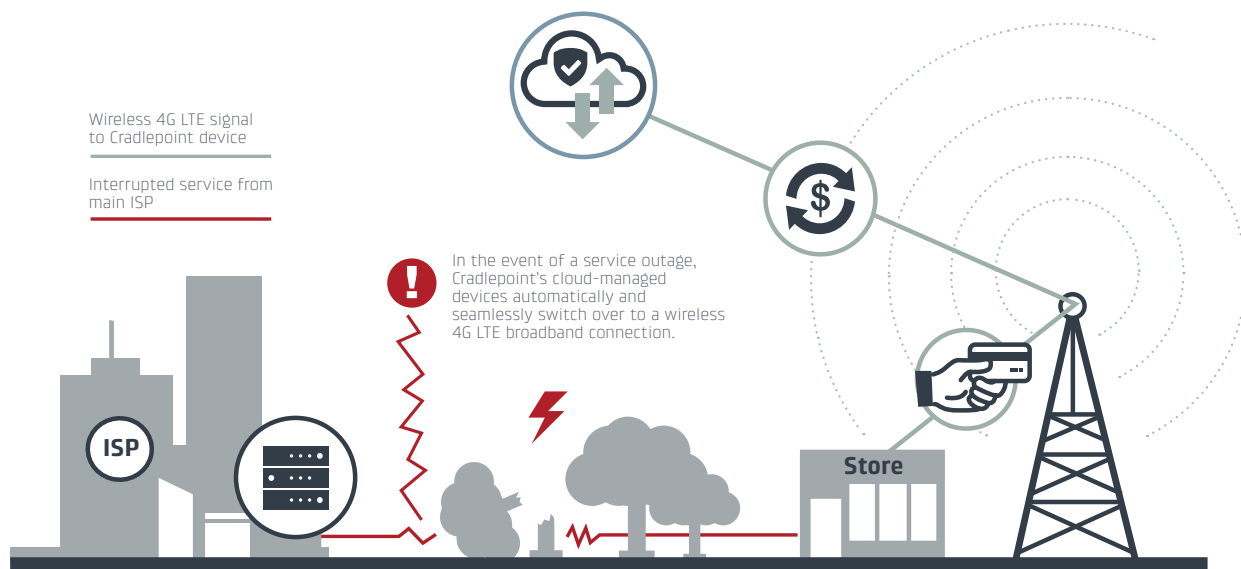 Wireless 4G LTE signal
to Cradlepoint device
Interrupted service from
main ISP
In the event of a service outage,
Cradlepoint's cloud-managed
devices automatically and
seamlessly switch over to a wireless
4G LTE broadband connection.
$
!
ISP
Store